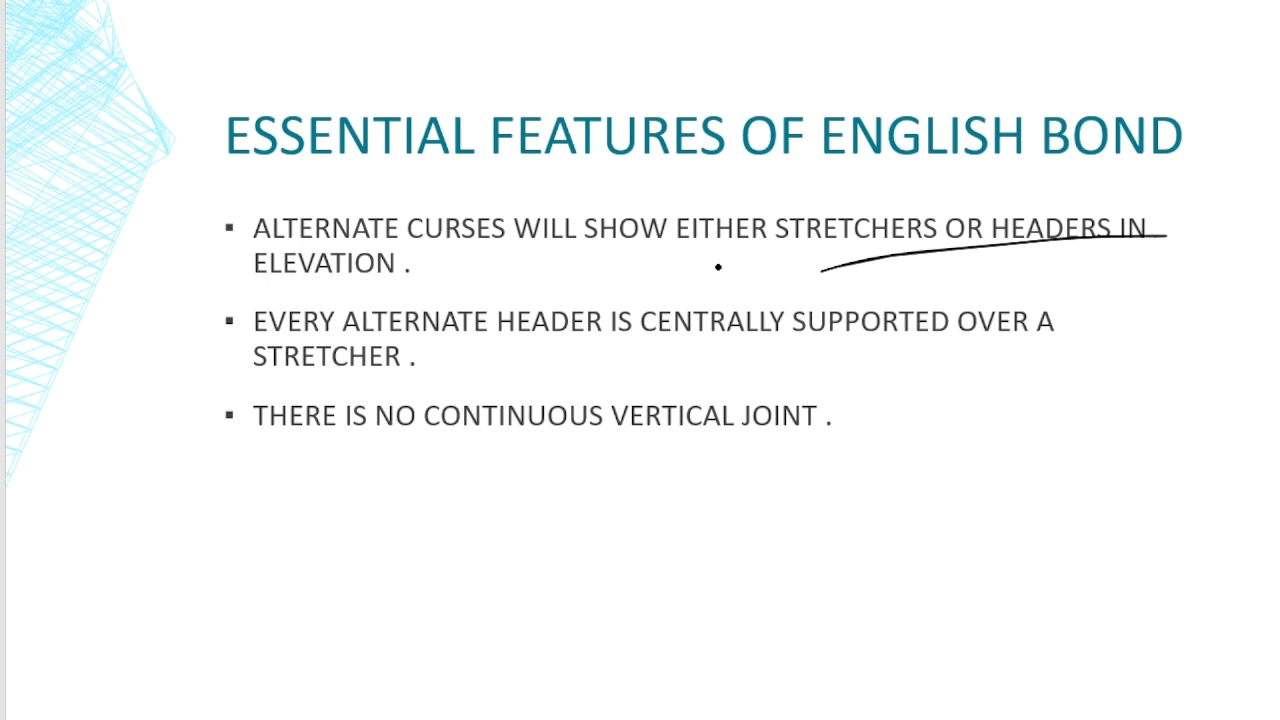 ESSENTIAL FEATURES OF ENGLISH BOND
▪ ALTERNATE CURSES WILL SHOW EITHER STRETCHERS OR HEADERS IN
ELEVATION .
▪ EVERY ALTERNATE HEADER IS CENTRALLY SUPPORTED OVER A
STRETCHER .
▪ THERE IS NO CONTINUOUS VERTICAL JOINT .